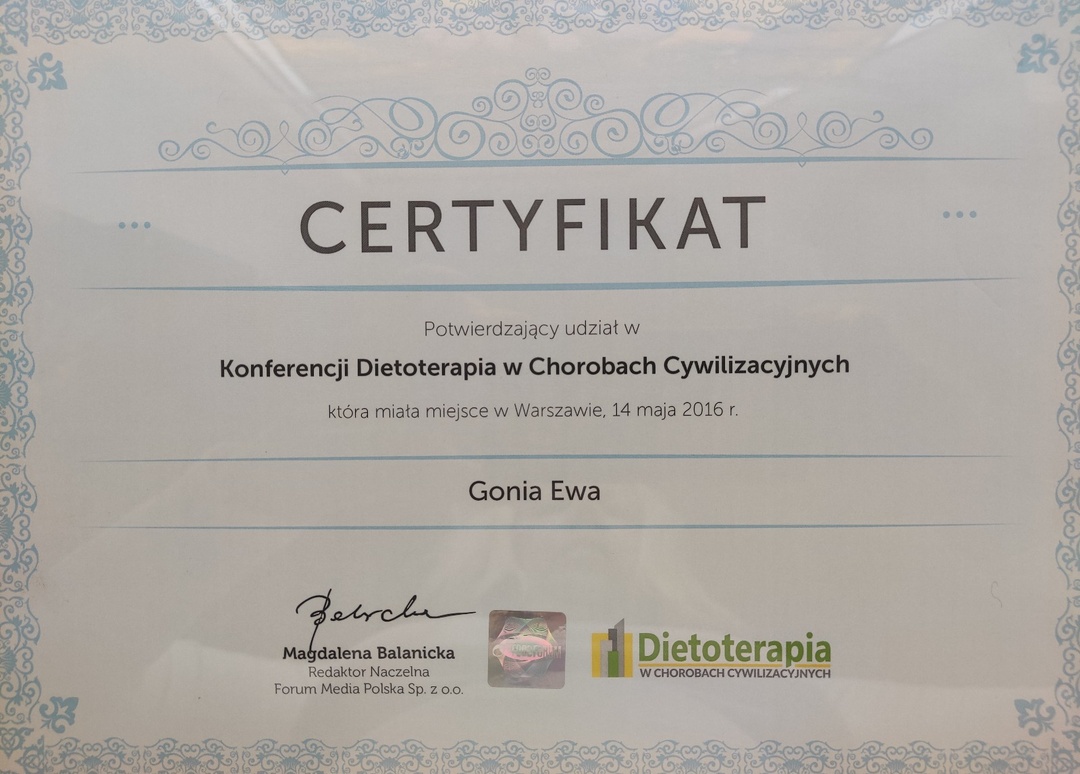 CERTYFIKAT
Potwierdzający udział w
Konferencji Dietoterapia w Chorobach Cywilizacyjnych
która miała miejsce w Warszawie, 14 maja 2016 r.
Gonia Ewa
Magdalena Balanicka
Redaktor Naczelna
Forum Media Polska Sp. z o.o.
Dietoterapia
W CHOROBACH CYWILIZACYJNYCH